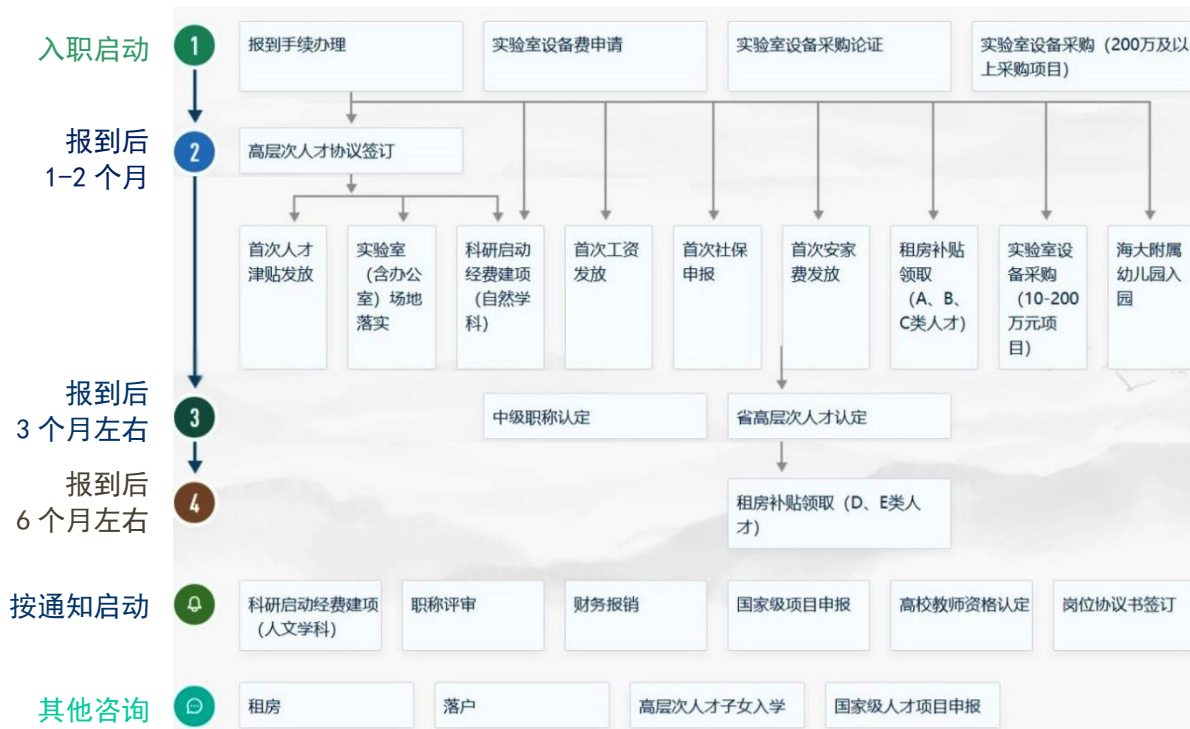 入职启动
1
报到手续办理
实验室设备费申请
实验室设备采购论证
实验室设备采购（200万及以
上采购项目）
报到后
1-2 个月
2
高层次人才协议签订
首次人才
津贴发放
实验室
（含办公
室）场地
落实
科研启动
经费建项
（自然学
科）
首次工资
发放
首次社保
申报
首次安家
费发放
租房补贴
领取
（A、B、
C类人才）
实验室设
备采购
（10-200
万元项
目）
海大附属
幼儿园入
园
报到后
3 个月左右
3
中级职称认定
省高层次人才认定
报到后
6 个月左右
4
租房补贴领取（D、E类人
才）
按通知启动
科研启动经费建项
（人文学科）
职称评审
财务报销
国家级项目申报
高校教师资格认定
岗位协议书签订
其他咨询
租房
落户
高层次人才子女入学
国家级人才项目申报